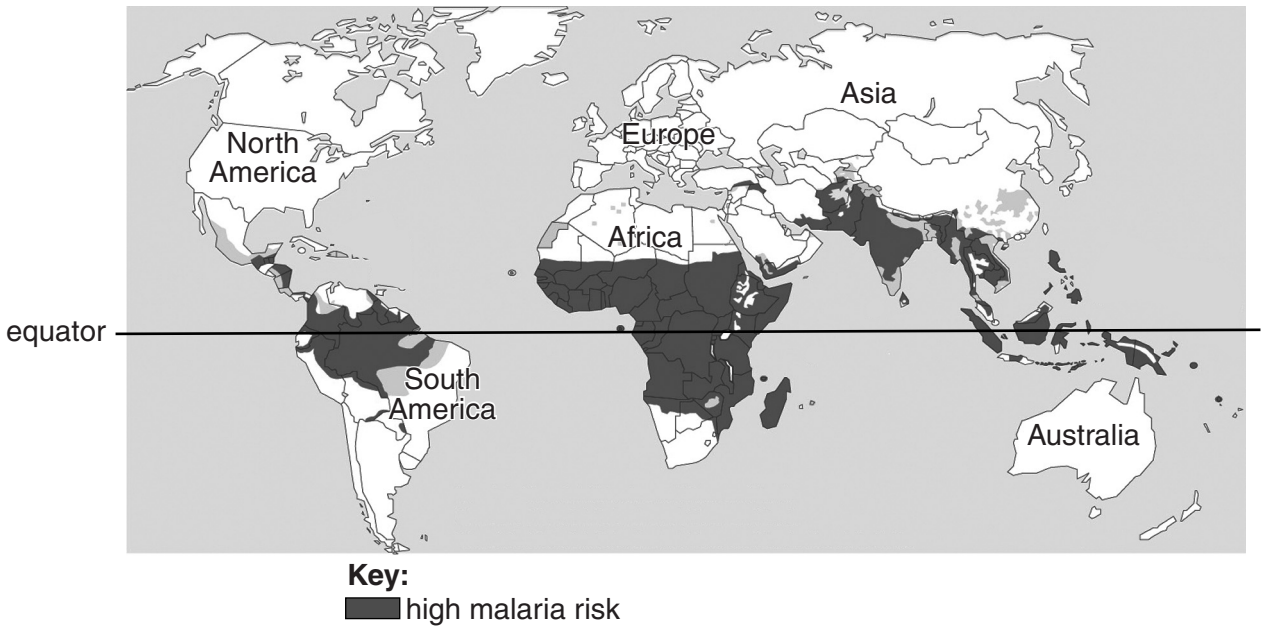 Asia
Europe
North
America
Africa
equator
South
America
Australia
Key:
high malaria risk